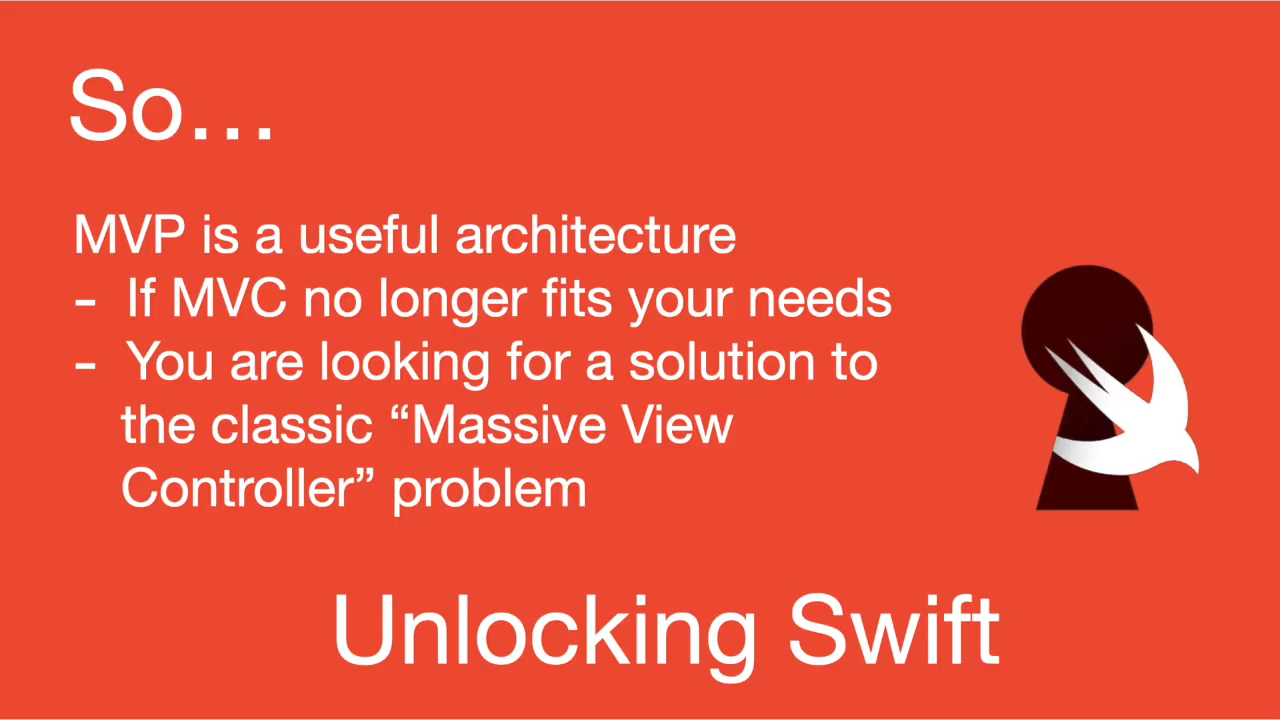 So…
MVP is a useful architecture
- If MVC no longer fits your needs
- You are looking for a solution to
the classic “Massive View
Controller” problem
Unlocking Swift